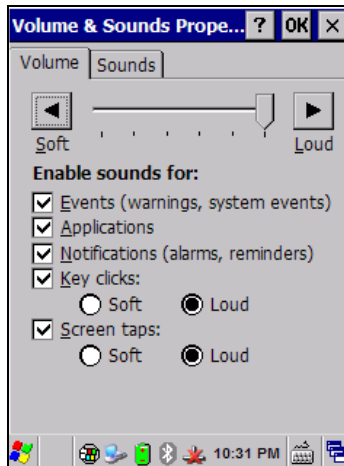 Volume & Sounds Prope... ? OK ×
Volume Sounds
Soft Loud
Enable sounds for:
Events (warnings, system events)
Applications
Notifications (alarms, reminders)
Key clicks:
Soft Loud
Screen taps:
Soft Loud
10:31 PM